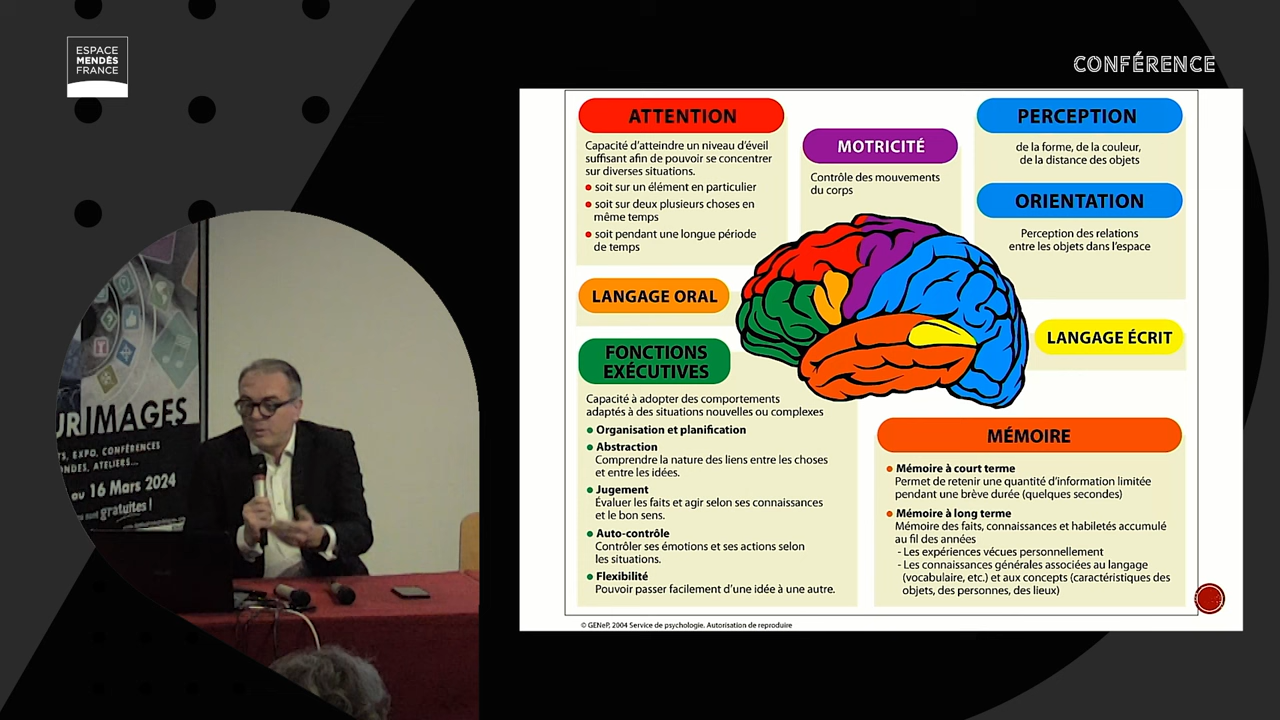 ESPACE
MENDÈS
FRANCE
CONFÉRENCE
ATTENTION
Capacité d'atteindre un niveau d'éveil
suffisant afin de pouvoir se concentrer
sur diverses situations.
• soit sur un élément en particulier
• soit sur deux plusieurs choses en
même temps
• soit pendant une longue période
de temps
MOTRICITÉ
Contrôle des mouvements
du corps
PERCEPTION
de la forme, de la couleur,
de la distance des objets
ORIENTATION
Perception des relations
entre les objets dans l'espace
LANGAGE ORAL
LANGAGE ÉCRIT
FONCTIONS
EXÉCUTIVES
Capacité à adopter des comportements
adaptés à des situations nouvelles ou complexes
• Organisation et planification
• Abstraction
Comprendre la nature des liens entre les choses
et entre les idées.
• Jugement
Évaluer les faits et agir selon ses connaissances
et le bon sens.
• Auto-contrôle
Contrôler ses émotions et ses actions selon
les situations.
• Flexibilité
Pouvoir passer facilement d'une idée à une autre.
MÉMOIRE
• Mémoire à court terme
Permet de retenir une quantité d'information limitée
pendant une brève durée (quelques secondes)
• Mémoire à long terme
Mémoire des faits, connaissances et habiletés accumulé
au fil des années
- Les expériences vécues personnellement
- Les connaissances générales associées au langage
(vocabulaire, etc.) et aux concepts (caractéristiques des
objets, des personnes, des lieux)
© GENeP, 2004 Service de psychologie. Autorisation de reproduire
URIMAGES
TS, EXPO, CONFÉRENCES
ONDES, ATELIERS...
au 16 Mars 2024
gratuites !